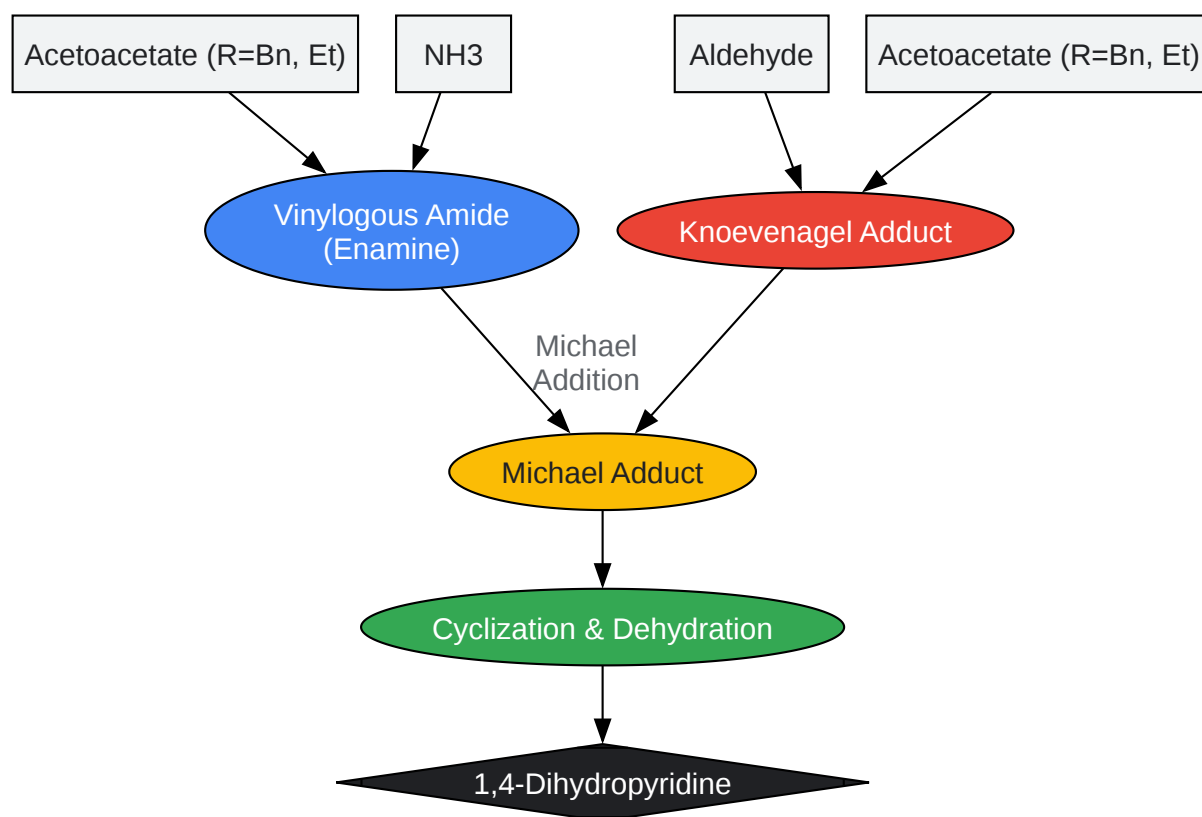 Acetoacetate (R=Bn, Et)
NH3
Aldehyde
Acetoacetate (R=Bn, Et)
Vinylogous Amide
(Enamine)
Knoevenagel Adduct
Michael
Addition
Michael Adduct
Cyclization & Dehydration
1,4-Dihydropyridine